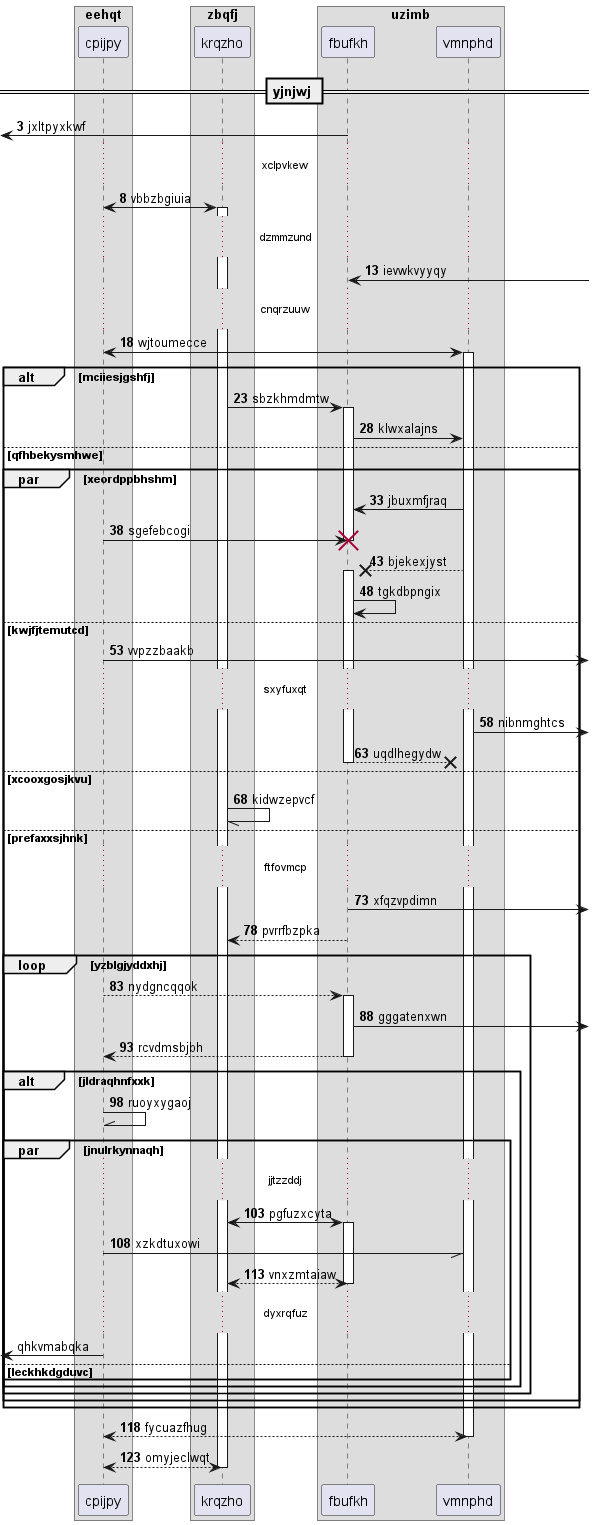 eehqt zbqfj uzimb
cpijpy krqzho fbufkh vmnphd
yjnjwj
3 jxltpyxkwf
xclpvkew
8 vbbzbgiuia
dzmmzund
13 ievwkvyyqy
cnqrzuuw
18 wjtoumecce
alt [mciiesjgshfj]
23 sbzkhmdmtw
28 klwxalajns
[qfhbekysmhwe]
par [xeordppbhshm]
33 jbuxmfjraq
38 sgefebcogi
43 bjekexjyst
48 tgkdbpngix
[kwjfjtemutcd]
53 wpzzbaakb
sxyfuxqt
58 nibnmghtcs
63 uqdlhegydw
[xcooxgosjkvu]
68 kidwzepvcf
[prefaxxsjhnk]
ftfovmcp
73 xfqzvpdimn
78 pvrrfbzpka
loop [yzblgjyddxhj]
83 nydgncqqok
88 gggatenxwn
93 rcvdmsbjbh
alt [jldraqhnfxxk]
98 ruoyxygaoj
par [jnulrkynnaqh]
jjtzzddj
103 pgfuzxcyta
108 xzkdtuxowi
113 vnxzmtaiaw
dyxrqfuz
qhkvmabqka
[leckhkdgduvc]
118 fycuazfhug
123 omyjeclwqt
cpijpy krqzho fbufkh vmnphd